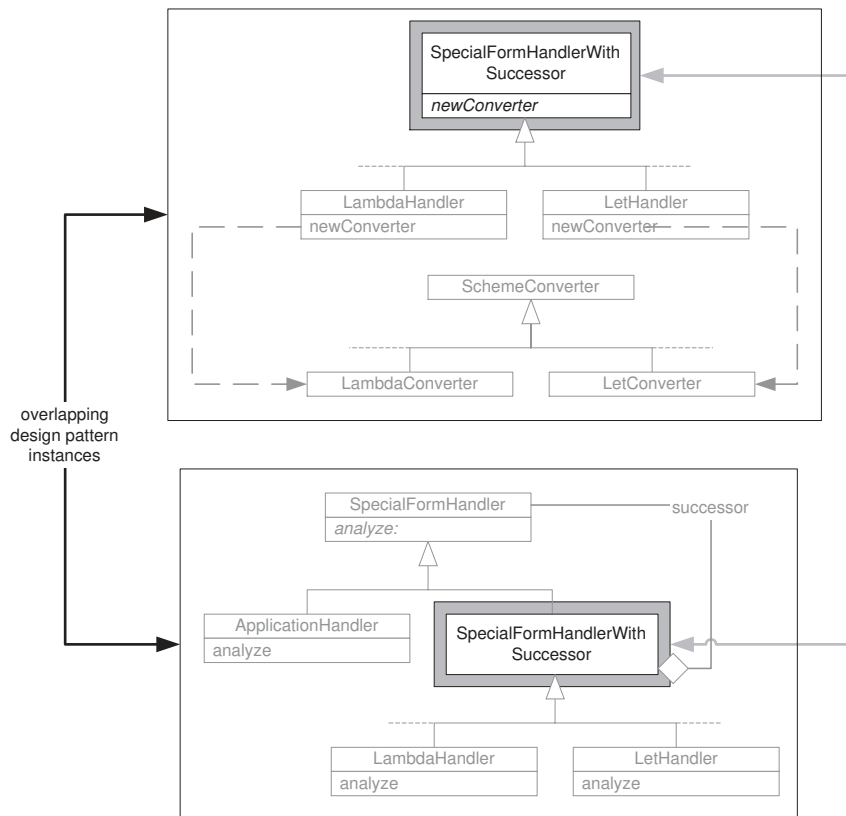 SpecialFormHandlerWith
Successor
newConverter
LambdaHandler
newConverter
LetHandler
newConverter
SchemeConverter
LambdaConverter
LetConverter
overlapping
design pattern
instances
SpecialFormHandler
analyze:
successor
ApplicationHandler
analyze
SpecialFormHandlerWith
Successor
LambdaHandler
analyze
LetHandler
analyze